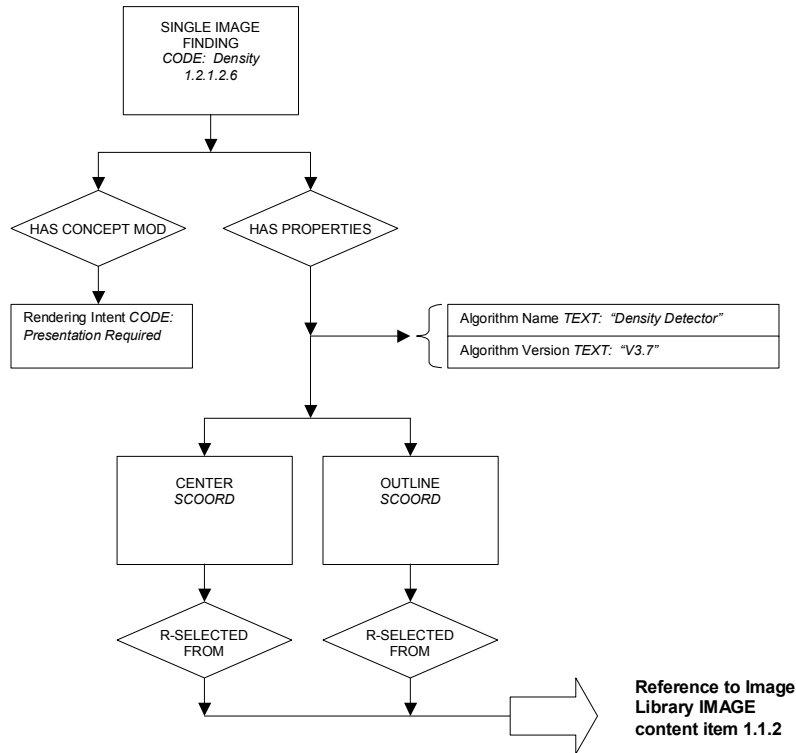 SINGLE IMAGE
FINDING
CODE:  Density
1.2.1.2.6
HAS CONCEPT MOD
HAS PROPERTIES
Rendering Intent CODE:
Presentation Required
Algorithm Name TEXT:  “Density Detector”
Algorithm Version TEXT:  “V3.7”
CENTER
SCOORD
OUTLINE
SCOORD
R-SELECTED
FROM
R-SELECTED
FROM
Reference to Image
Library IMAGE
content item 1.1.2